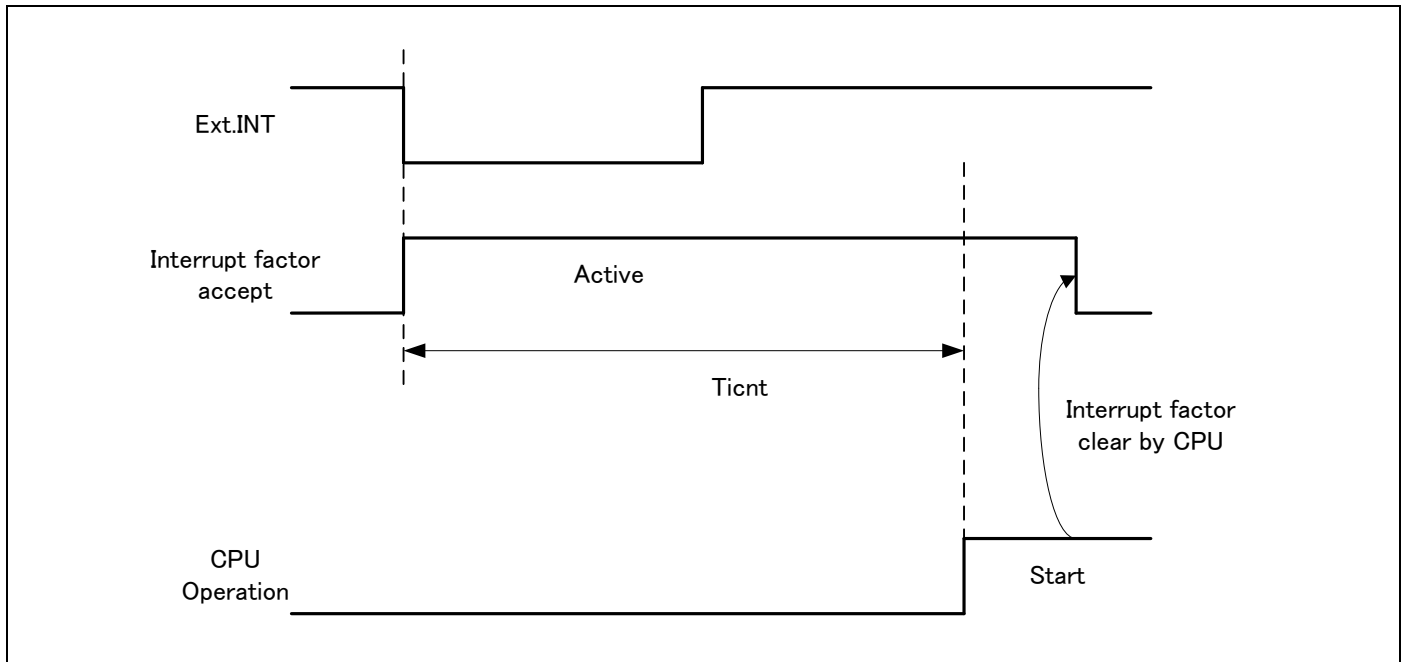 Ext.INT
Interrupt factor
accept
Active
Ticnt
Interrupt factor
clear by CPU
CPU
Operation
Start